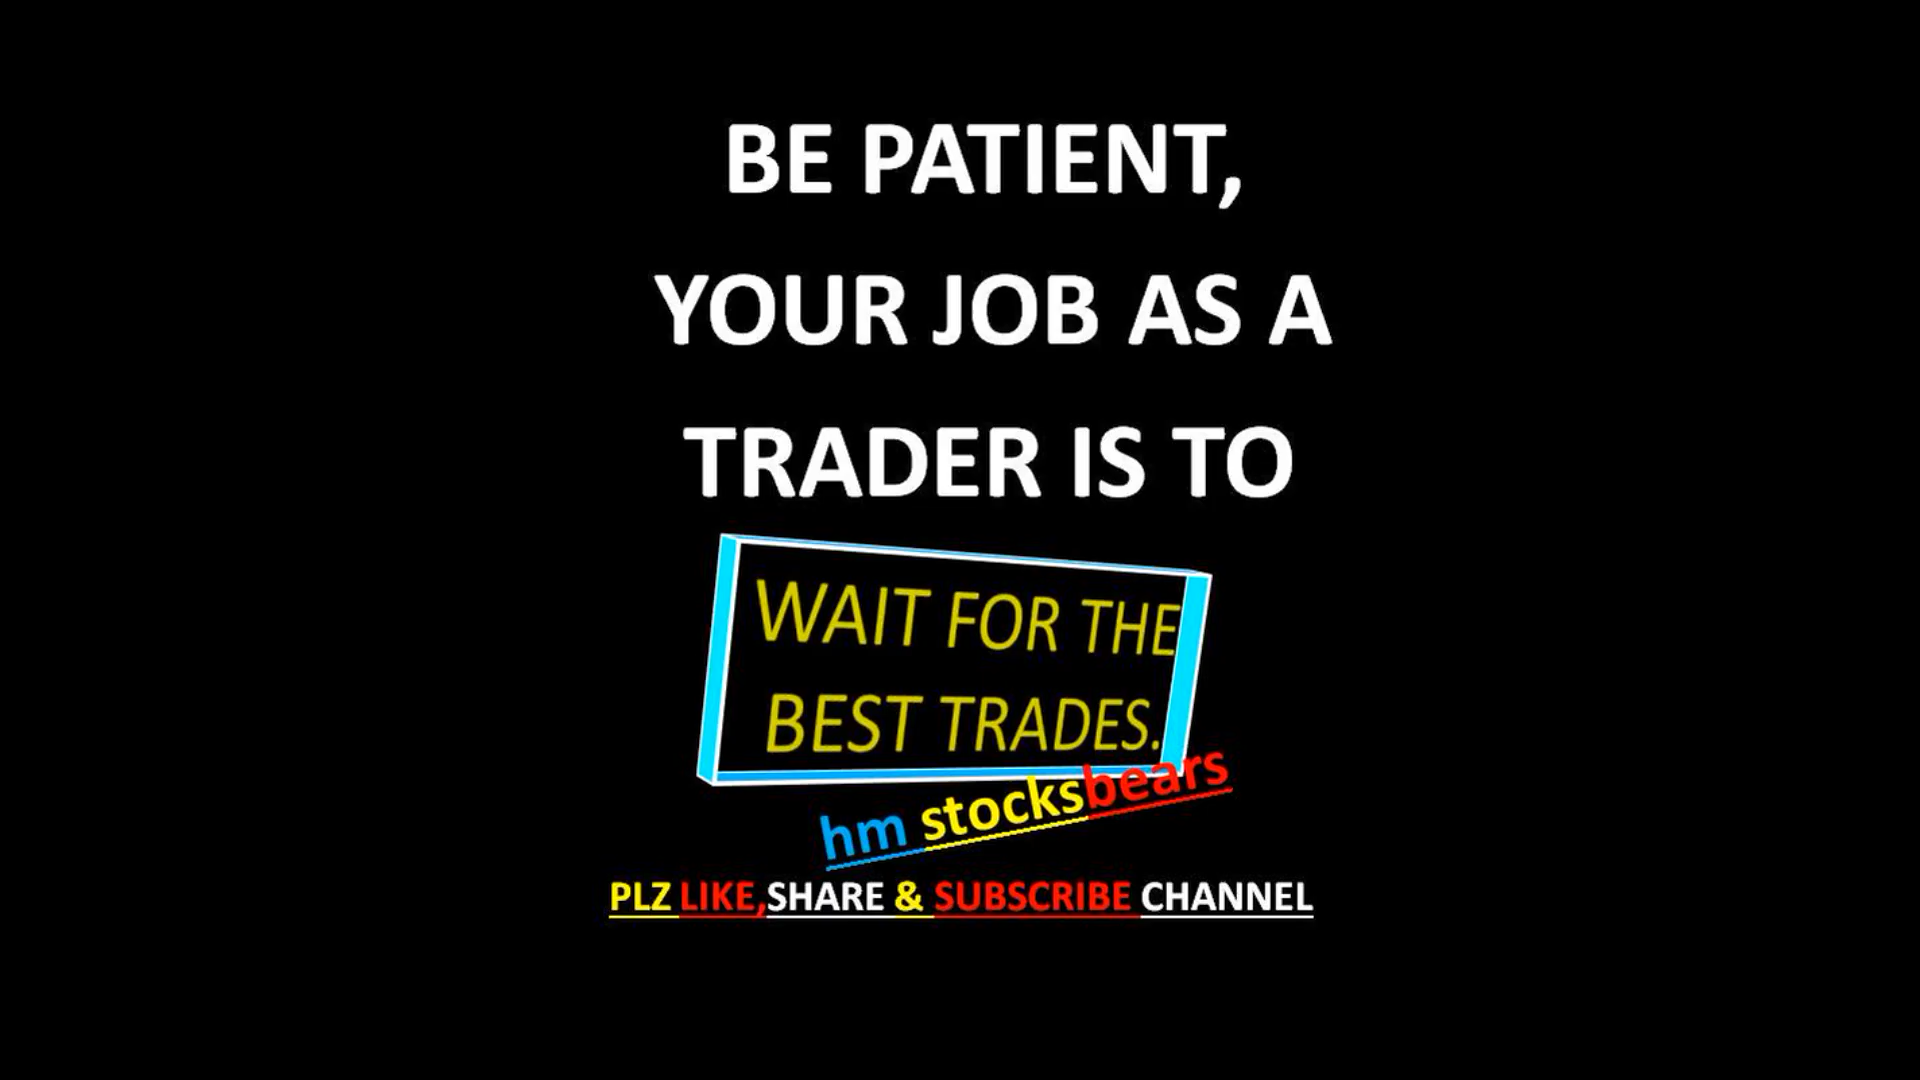 BE PATIENT,
YOUR JOB AS A
TRADER IS TO
WAIT FOR THE
BEST TRADES.
hm stocksbears
PLZ LIKE,SHARE & SUBSCRIBE CHANNEL